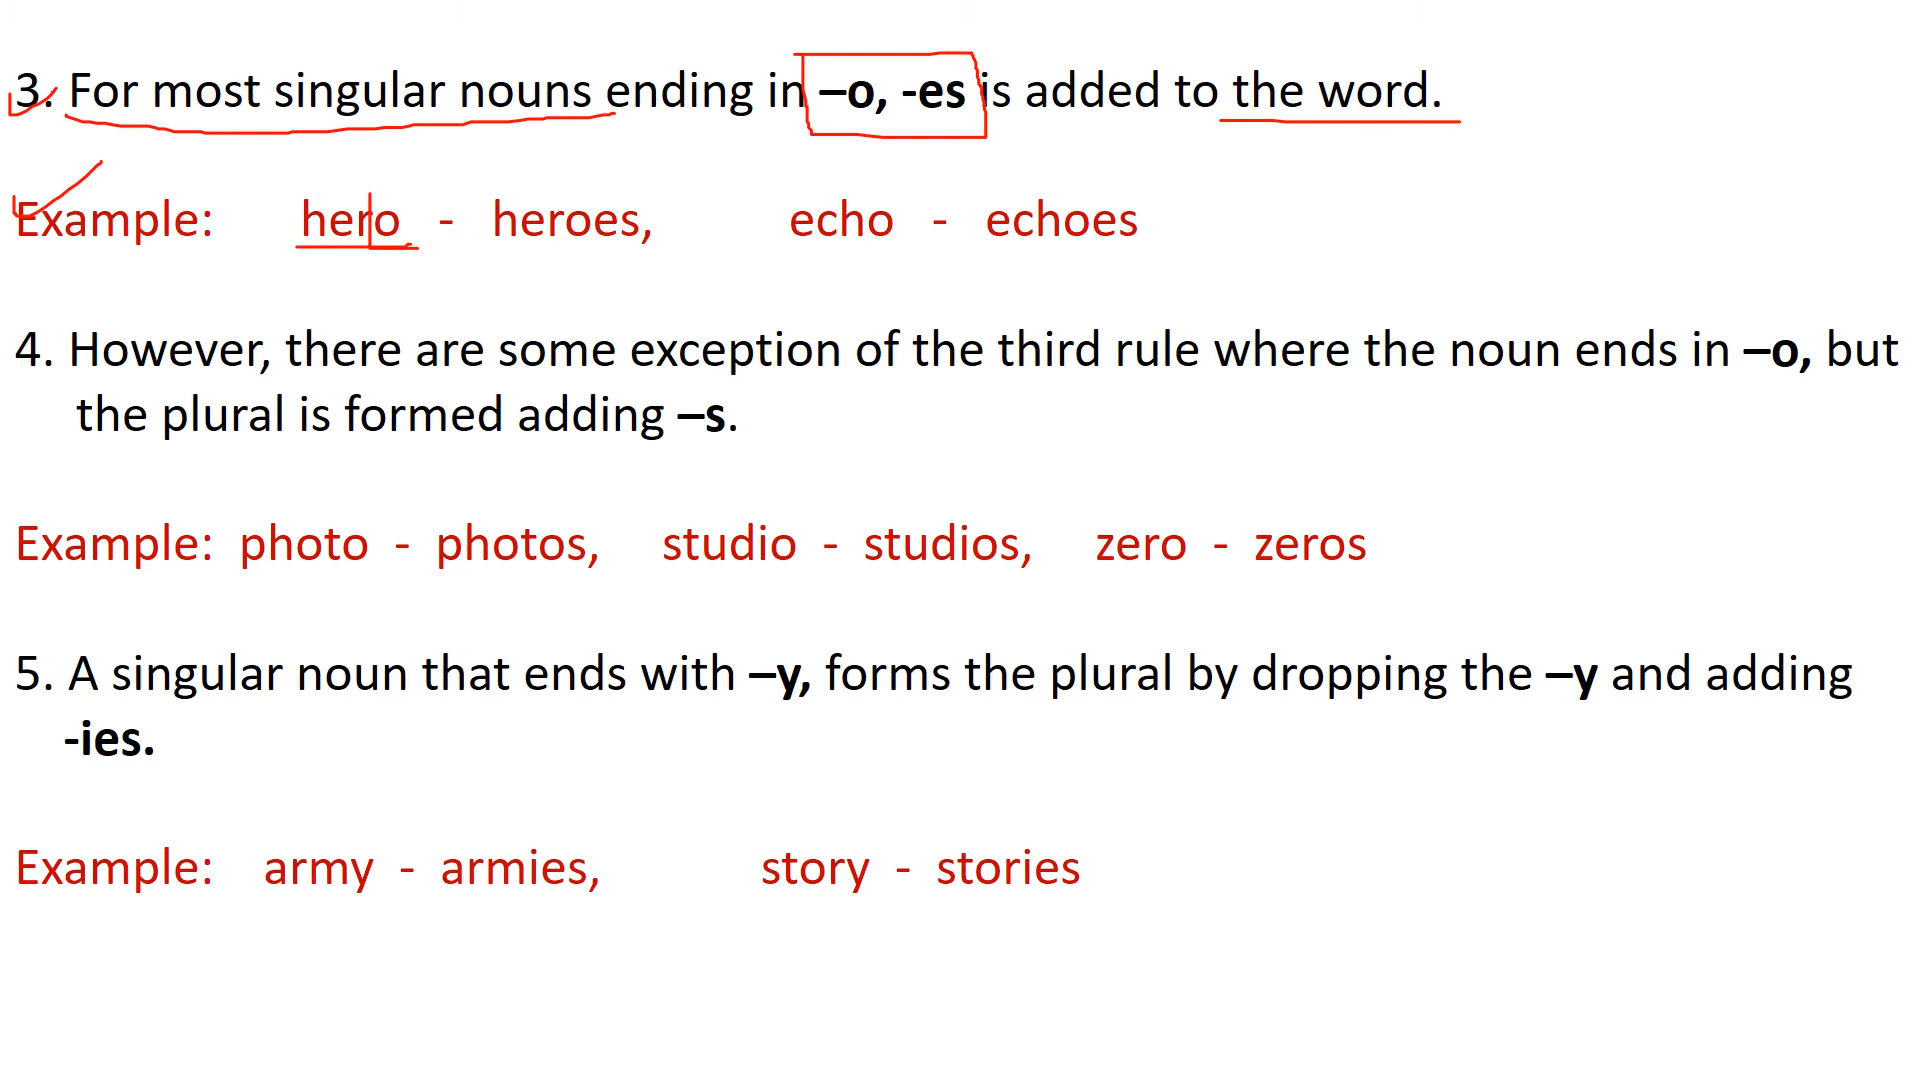 3. For most singular nouns ending in –o, -es is added to the word.
Example: hero - heroes, echo - echoes
4. However, there are some exception of the third rule where the noun ends in –o, but
the plural is formed adding –s.
Example: photo - photos, studio - studios, zero - zeros
5. A singular noun that ends with –y, forms the plural by dropping the –y and adding
-ies.
Example: army - armies, story - stories